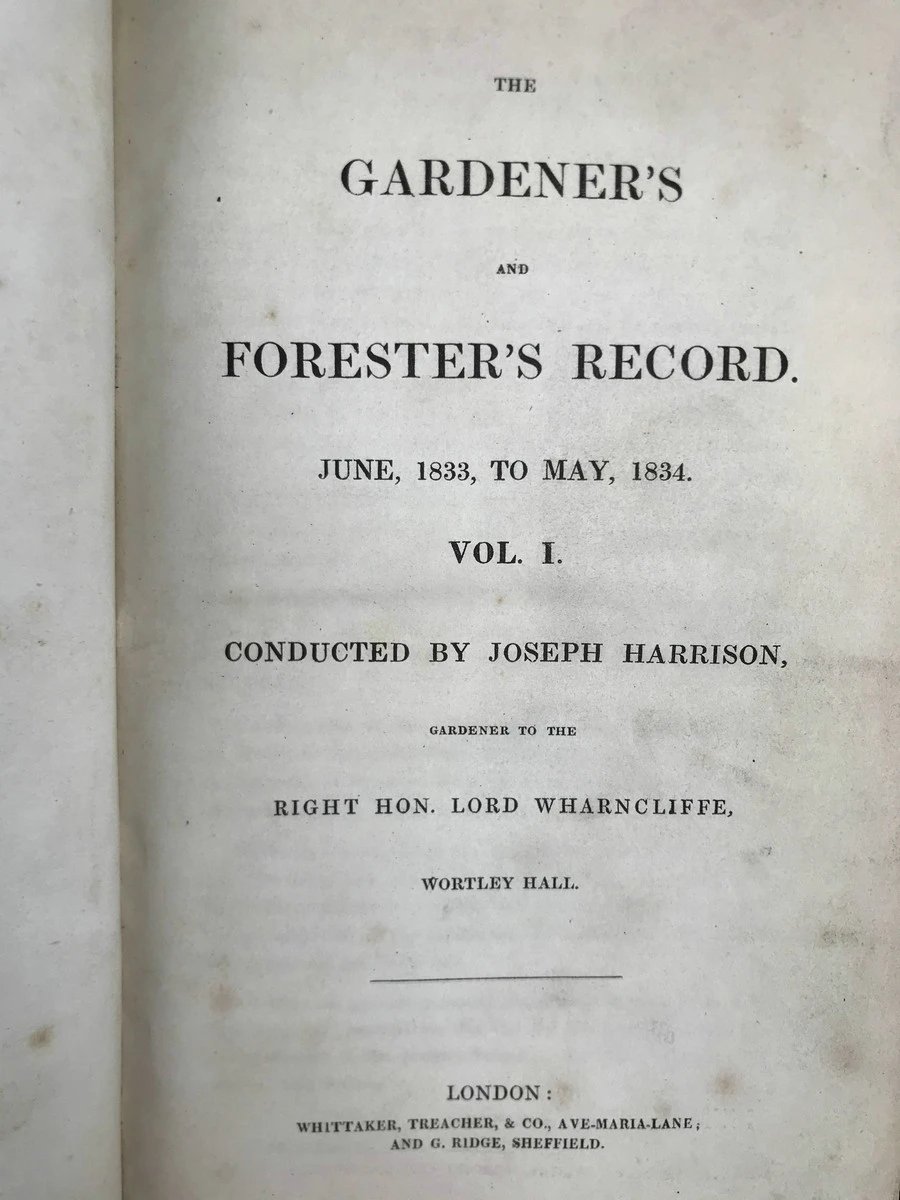 THE
GARDENER'S
AND
FORESTER'S RECORD.
JUNE, 1833, TO MAY, 1834.
VOL. I.
CONDUCTED BY JOSEPH HARRISON,
GARDENER TO THE
RIGHT HON. LORD WHARNCLIFFE,
WORTLEY HALL.
LONDON:
WHITTAKER, TREACHER, & CO., AVE-MARIA-LANE;
AND G. RIDGE, SHEFFIELD.